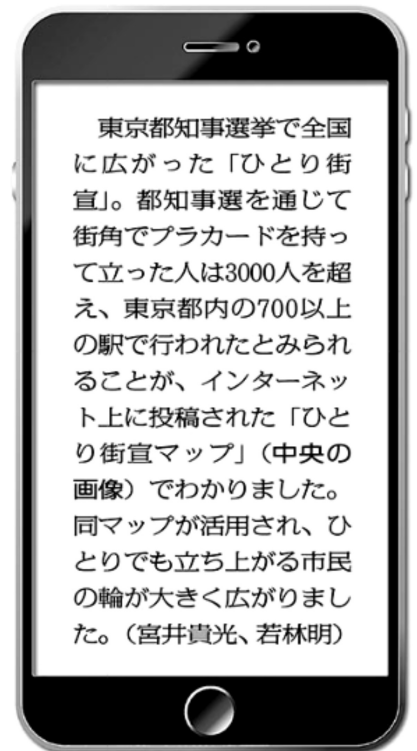 東京都知事選挙で全国
に広がった「ひとり街
宣」。都知事選を通じて
街角でプラカードを持っ
て立った人は3000人を超
え、東京都内の700以上
の駅で行われたとみられ
ることが、インターネッ
ト上に投稿された「ひと
り街宣マップ」（中央の
画像）でわかりました。
同マップが活用され、ひ
とりでも立ち上がる市民
の輪が大きく広がりまし
た。（宮井貴光、若林明）